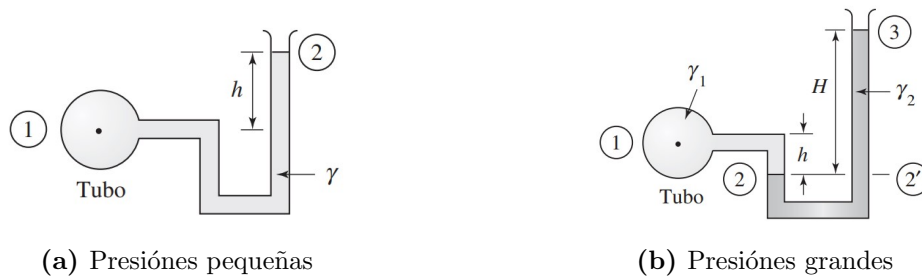 2
h
1
Tubo
γ
(a) Presiónes pequeñas
3
γ₁
H
γ₂
1
h
2
2′
Tubo
(b) Presiónes grandes